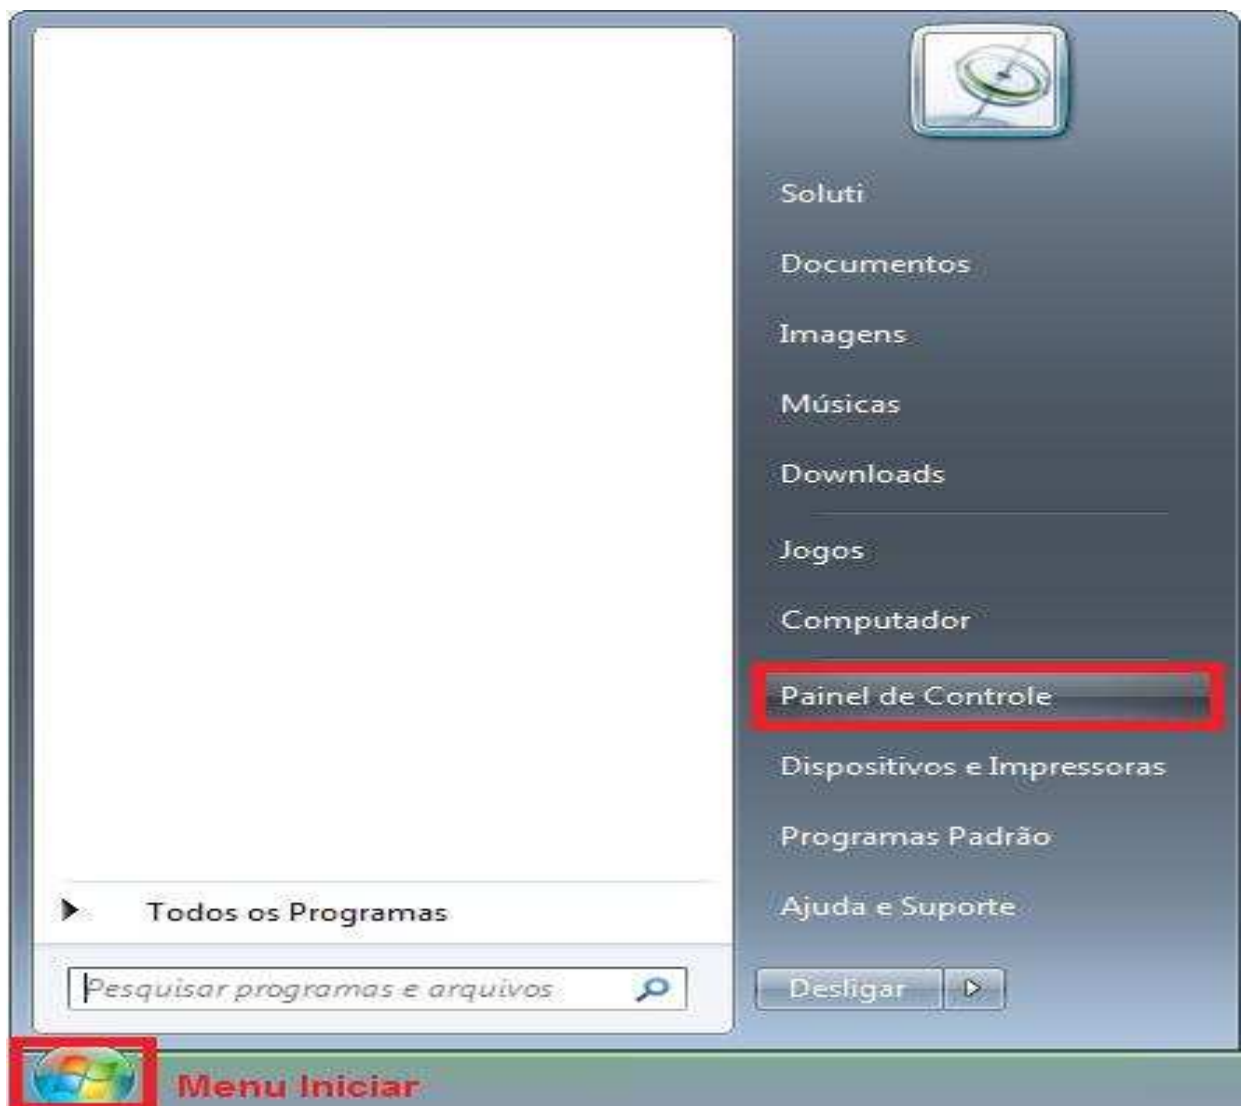 Soluti
Documentos
Imagens
Músicas
Downloads
Jogos
Computador
Painel de Controle
Dispositivos e Impressoras
Programas Padrão
Ajuda e Suporte
Todos os Programas
Pesquisar programas e arquivos
Desligar
Menu Iniciar